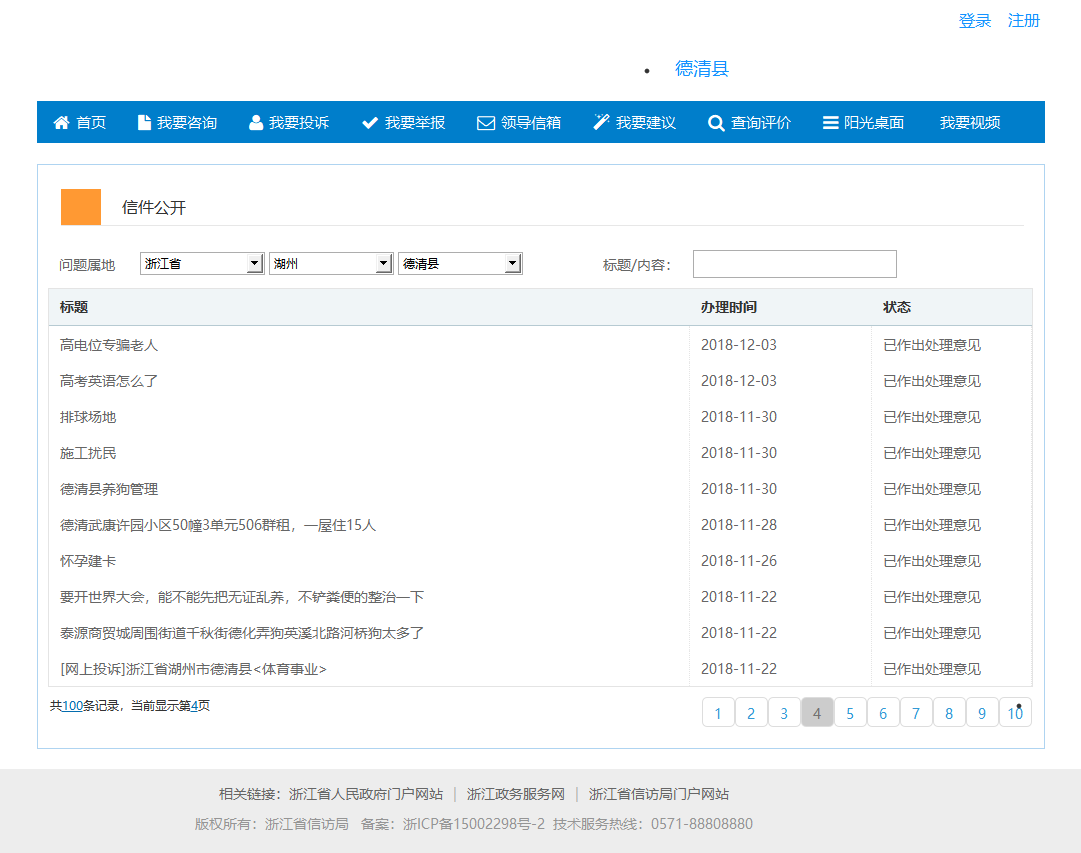 登录 注册
• 德清县
首页 我要咨询 我要投诉 我要举报 领导信箱 我要建议 查询评价 阳光桌面 我要视频
信件公开
问题属地 浙江省 湖州 德清县 标题/内容：
标题 办理时间 状态
高电位专骗老人 2018-12-03 已作出处理意见
高考英语怎么了 2018-12-03 已作出处理意见
排球场地 2018-11-30 已作出处理意见
施工扰民 2018-11-30 已作出处理意见
德清县养狗管理 2018-11-30 已作出处理意见
德清武康许园小区50幢3单元506群租，一屋住15人 2018-11-28 已作出处理意见
怀孕建卡 2018-11-26 已作出处理意见
要开世界大会，能不能先把无证乱养，不铲粪便的整治一下 2018-11-22 已作出处理意见
泰源商贸城周围街道千秋街德化弄狗英溪北路河桥狗太多了 2018-11-22 已作出处理意见
[网上投诉]浙江省湖州市德清县<体育事业> 2018-11-22 已作出处理意见
共100条记录，当前显示第4页 1 2 3 4 5 6 7 8 9 10
相关链接：浙江省人民政府门户网站 | 浙江政务服务网 | 浙江省信访局门户网站
版权所有：浙江省信访局 备案：浙ICP备15002298号-2 技术服务热线：0571-88808880